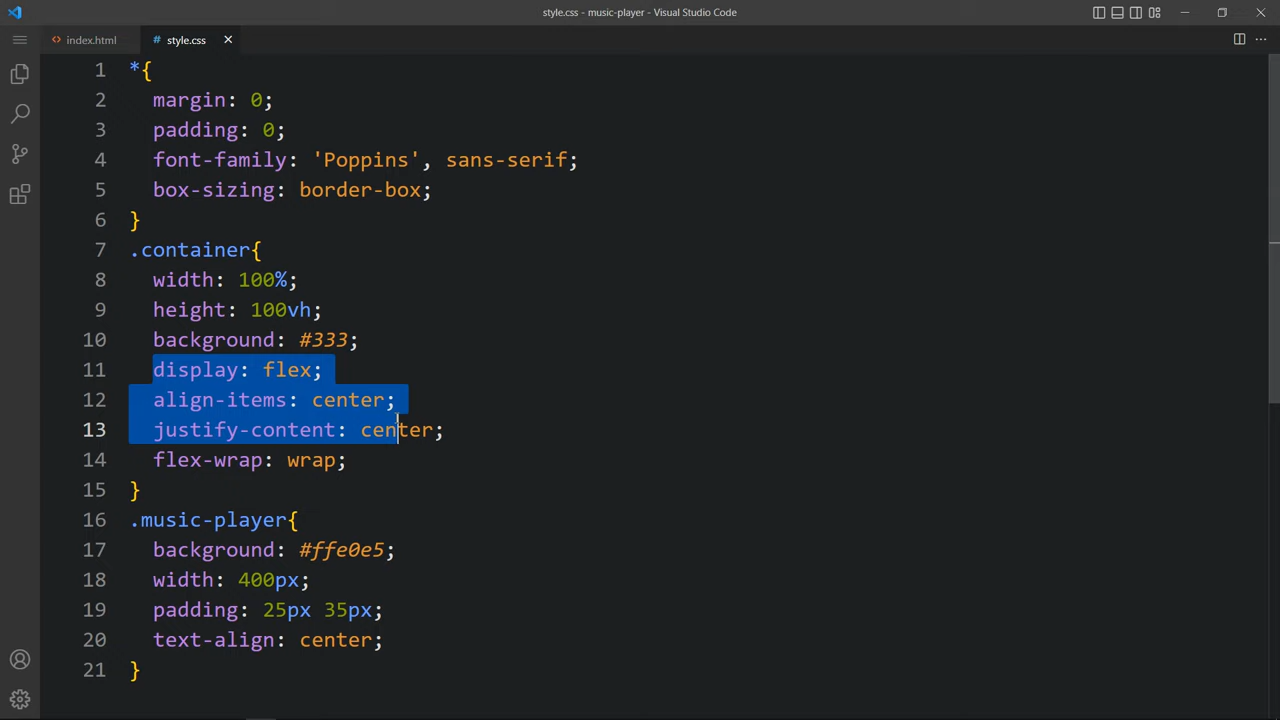 style.css - music-player - Visual Studio Code
index.html
# style.css
1 *{
2 margin: 0;
3 padding: 0;
4 font-family: 'Poppins', sans-serif;
5 box-sizing: border-box;
6 }
7 .container{
8 width: 100%;
9 height: 100vh;
10 background: #333;
11 display: flex;
12 align-items: center;
13 justify-content: center;
14 flex-wrap: wrap;
15 }
16 .music-player{
17 background: #ffe0e5;
18 width: 400px;
19 padding: 25px 35px;
20 text-align: center;
21 }